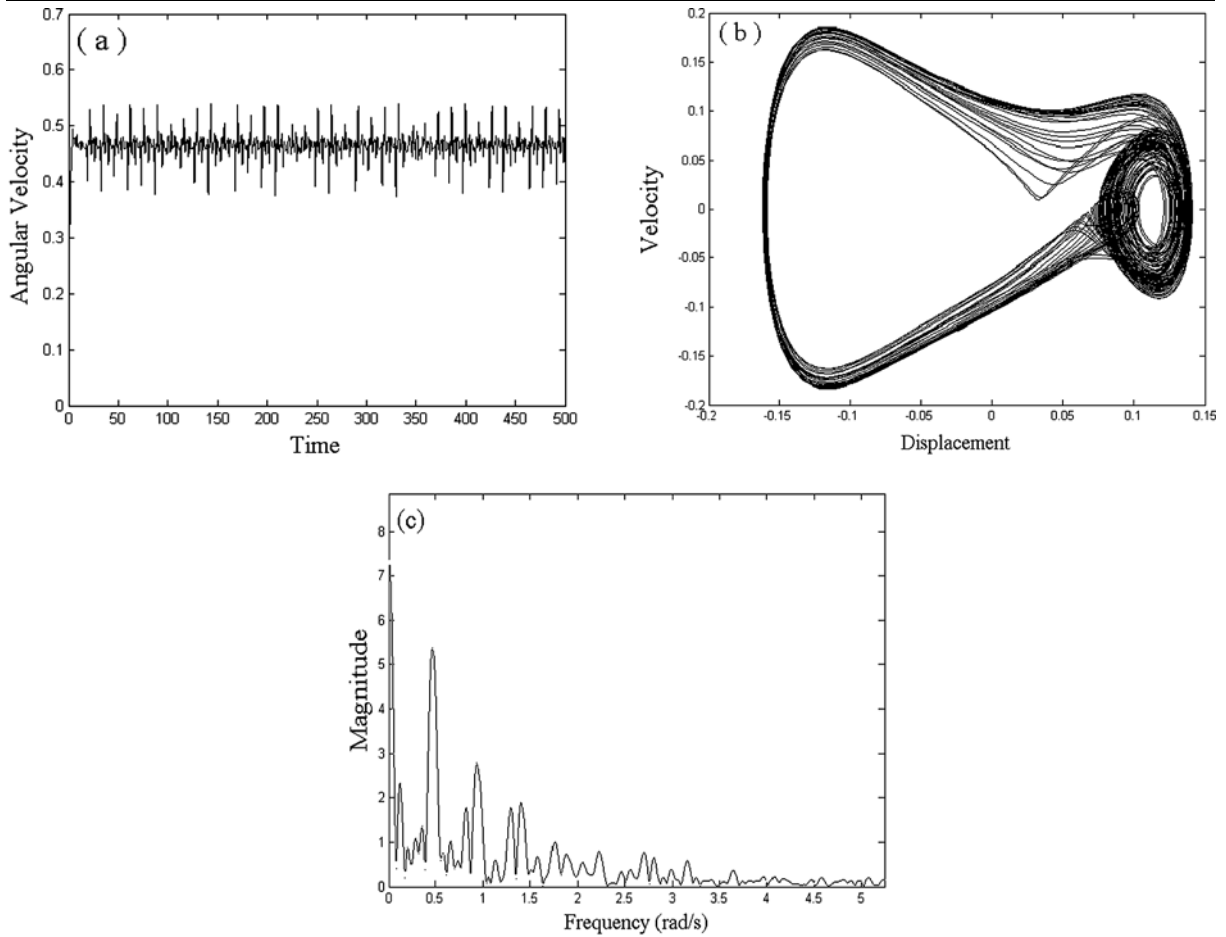 ( a )
0.7
0.6
0.5
0.4
0.3
0.2
0.1
0
Angular Velocity
0 50 100 150 200 250 300 350 400 450 500
Time
( b )
0.2
0.15
0.1
0.05
0
-0.05
-0.1
-0.15
-0.2
Velocity
-0.2 -0.15 -0.1 -0.05 0 0.05 0.1 0.15
Displacement
(c)
8
7
6
5
4
3
2
1
0
Magnitude
0 0.5 1 1.5 2 2.5 3 3.5 4 4.5 5
Frequency (rad/s)